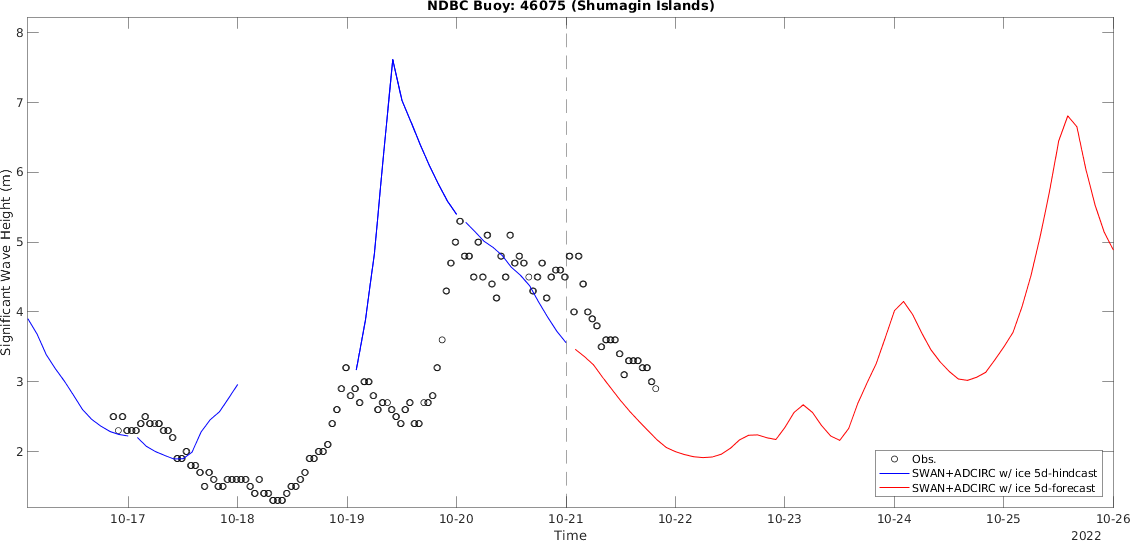 NDBC Buoy: 46075 (Shumagin Islands)
8
7
6
5
4
3
2
Significant Wave Height (m)
Obs.
SWAN+ADCIRC w/ ice 5d-hindcast
SWAN+ADCIRC w/ ice 5d-forecast
10-17 10-18 10-19 10-20 10-21 10-22 10-23 10-24 10-25 10-26
Time
2022